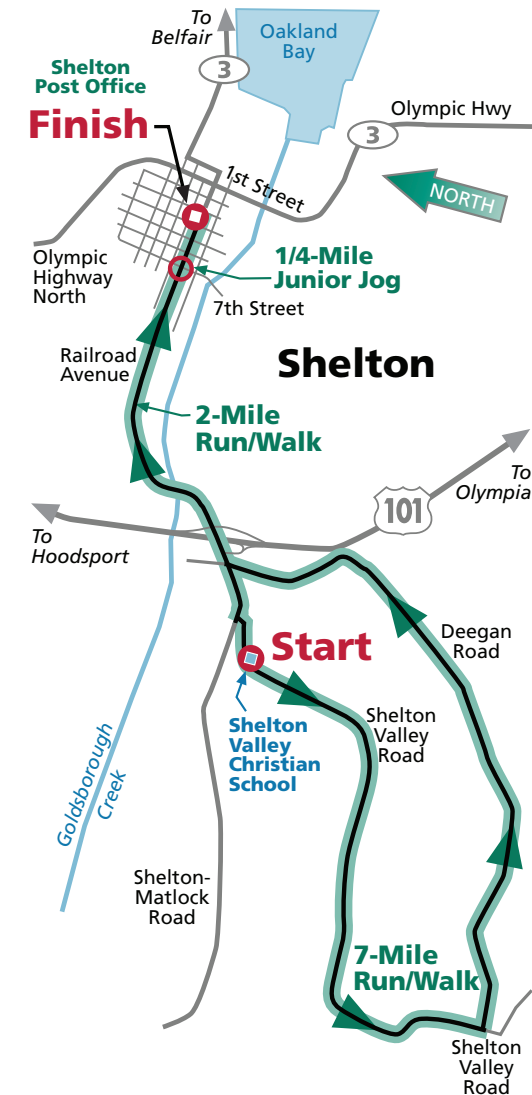 To
Belfair
Oakland
Bay
3
Shelton
Post Office
Finish
Olympic Hwy
3
1st Street
NORTH
Olympic
Highway
North
1/4-Mile
Junior Jog
7th Street
Railroad
Avenue
Shelton
2-Mile
Run/Walk
To
Olympia
101
To
Hoodsport
Deegan
Road
Start
Shelton
Valley
Road
Shelton
Valley
Christian
School
Goldsborough
Creek
Shelton-
Matlock
Road
7-Mile
Run/Walk
Shelton
Valley
Road